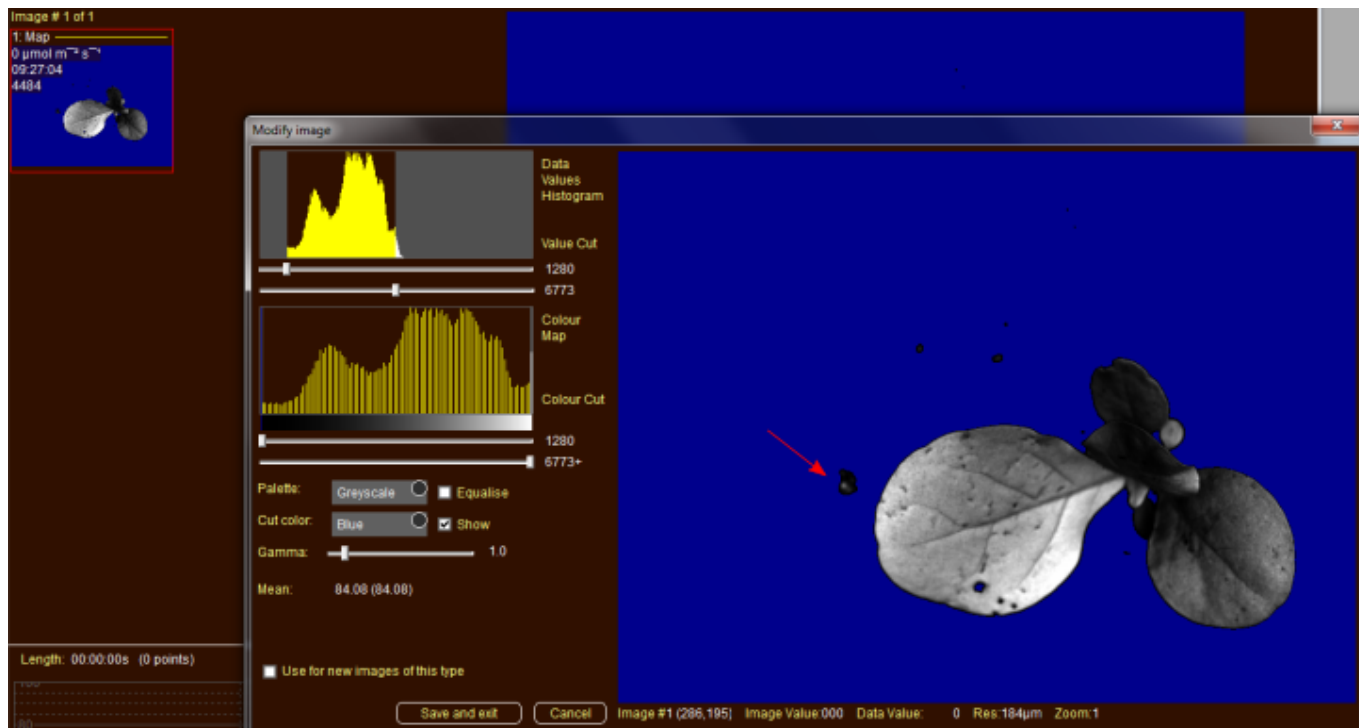 Image # 1 of 1
1: Map
0 µmol m⁻² s⁻¹
09:27:04
4484
Modify image
x
Data
Values
Histogram
Value Cut
1280
6773
Colour
Map
Colour Cut
1280
6773+
Palette: Greyscale Equalise
Cut color: Blue Show
Gamma: 1.0
Mean: 84.08 (84.08)
Use for new images of this type
Save and exit Cancel
Image #1 (286,195) Image Value:000 Data Value: 0 Res:184µm Zoom:1
Length: 00:00:00s (0 points)
100
80